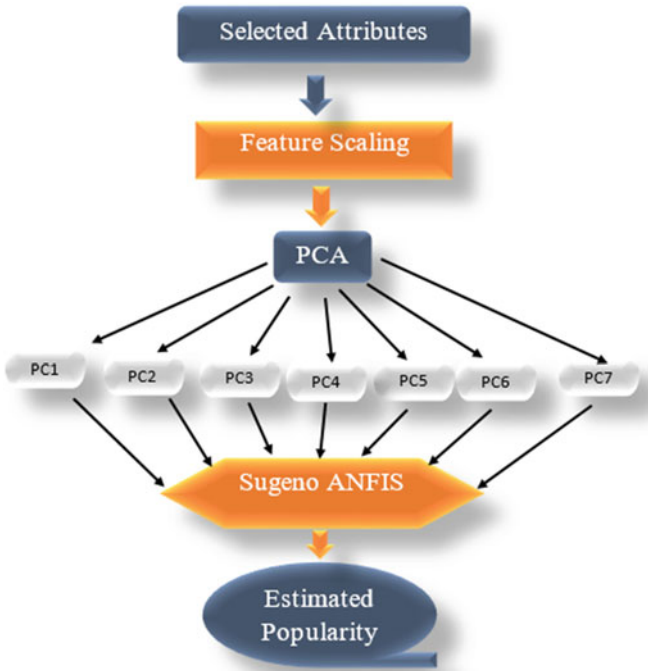 Selected Attributes
Feature Scaling
PCA
PC1 PC2 PC3 PC4 PC5 PC6 PC7
Sugeno ANFIS
Estimated
Popularity